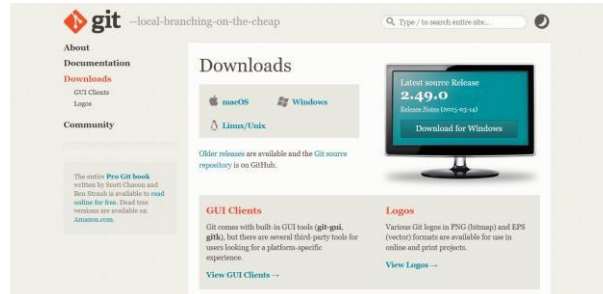 git --local-branching-on-the-cheap
Type / to search entire site...
About
Documentation
Downloads
GUI Clients
Logos
Community
The entire Pro Git book
written by Scott Chacon and
Ben Straub is available to read
online for free. Dead tree
versions are available on
Amazon.com.
Downloads
macOS
Windows
Linux/Unix
Older releases are available and the Git source
repository is on GitHub.
Latest source Release
2.49.0
Release Notes (2025-03-14)
Download for Windows
GUI Clients
Git comes with built-in GUI tools (git-gui,
gitk), but there are several third-party tools for
users looking for a platform-specific
experience.
View GUI Clients →
Logos
Various Git logos in PNG (bitmap) and EPS
(vector) formats are available for use in
online and print projects.
View Logos →